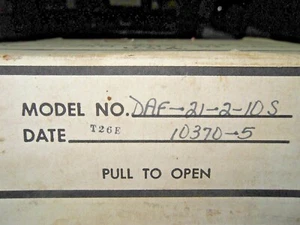 MODEL NO. DAF-21-2-10S
DATE T26E 10370-5
PULL TO OPEN